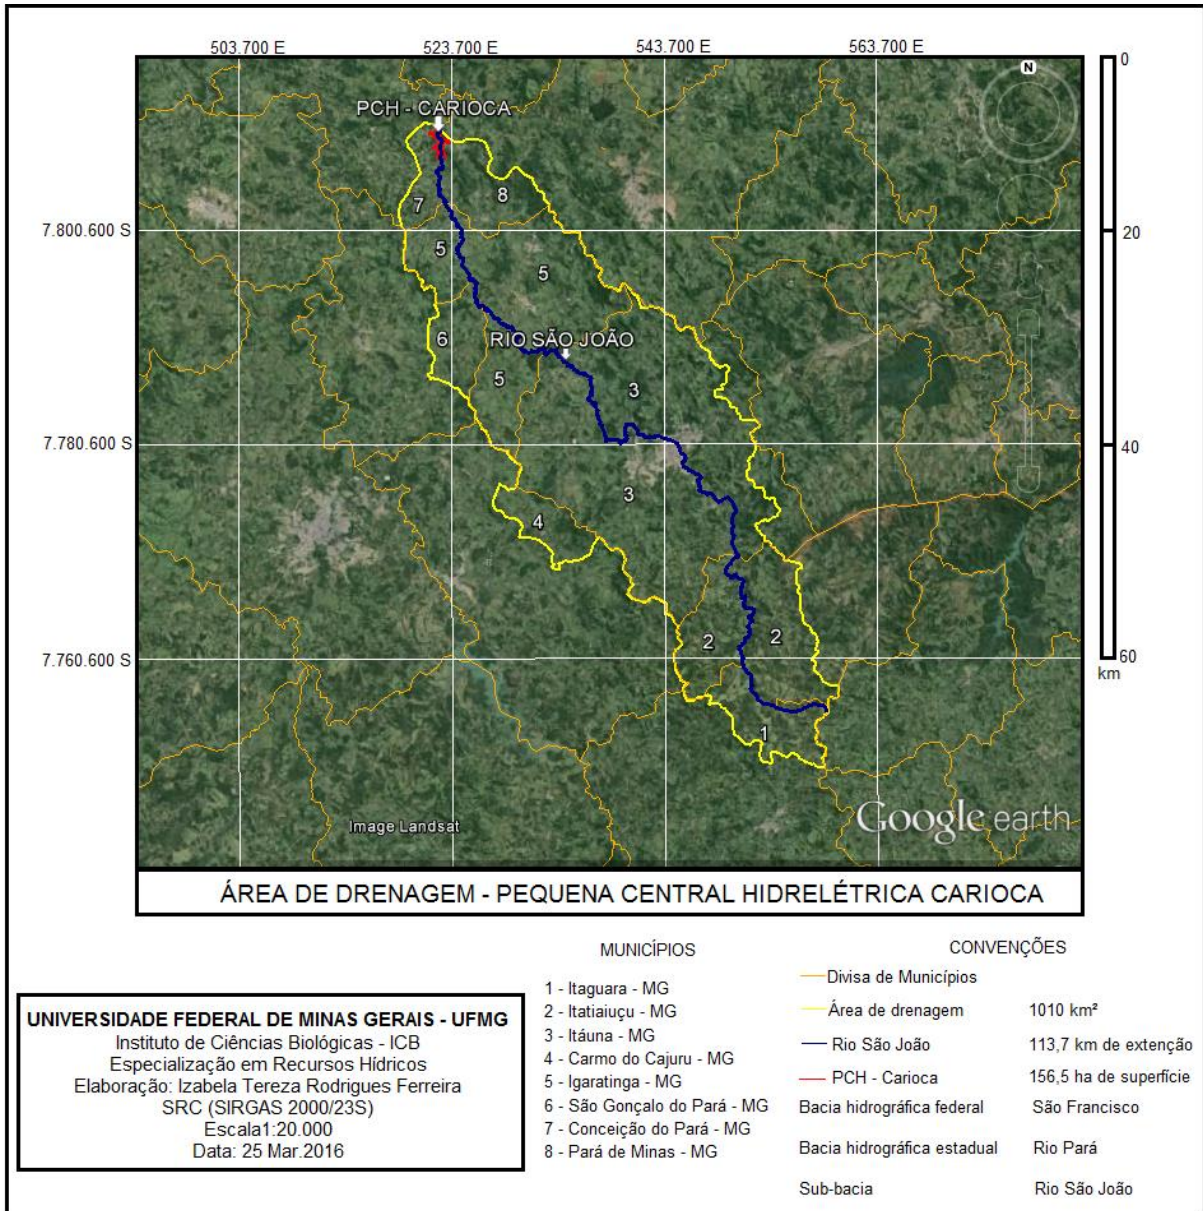 503.700 E
523.700 E
543.700 E
563.700 E
0
N
PCH - CARIOCA
7
8
7.800.600 S
20
5
5
6
RIO SÃO JOÃO
5
3
7.780.600 S
40
3
4
2
2
7.760.600 S
60
km
1
Image Landsat
Google earth
ÁREA DE DRENAGEM - PEQUENA CENTRAL HIDRELÉTRICA CARIOCA
UNIVERSIDADE FEDERAL DE MINAS GERAIS - UFMG
Instituto de Ciências Biológicas - ICB
Especialização em Recursos Hídricos
Elaboração: Izabela Tereza Rodrigues Ferreira
SRC (SIRGAS 2000/23S)
Escala1:20.000
Data: 25 Mar.2016
MUNICÍPIOS
1 - Itaguara - MG
2 - Itatiaiuçu - MG
3 - Itáuna - MG
4 - Carmo do Cajuru - MG
5 - Igaratinga - MG
6 - São Gonçalo do Pará - MG
7 - Conceição do Pará - MG
8 - Pará de Minas - MG
CONVENÇÕES
Divisa de Municípios
Área de drenagem 1010 km²
Rio São João 113,7 km de extenção
PCH - Carioca 156,5 ha de superfície
Bacia hidrográfica federal São Francisco
Bacia hidrográfica estadual Rio Pará
Sub-bacia Rio São João